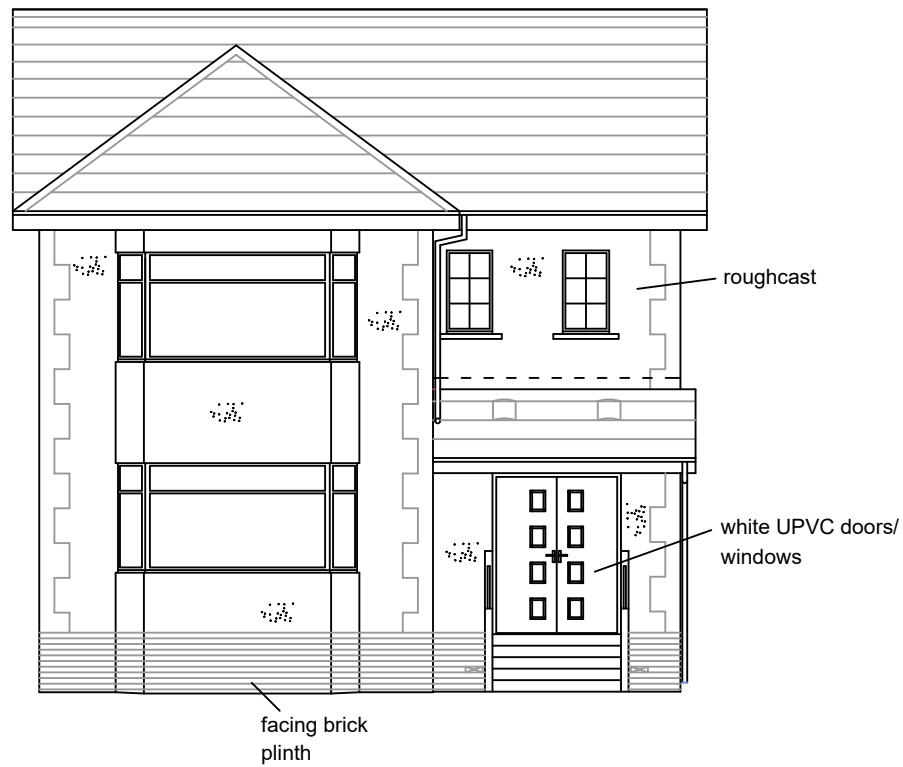 roughcast
white UPVC doors/
windows
facing brick
plinth